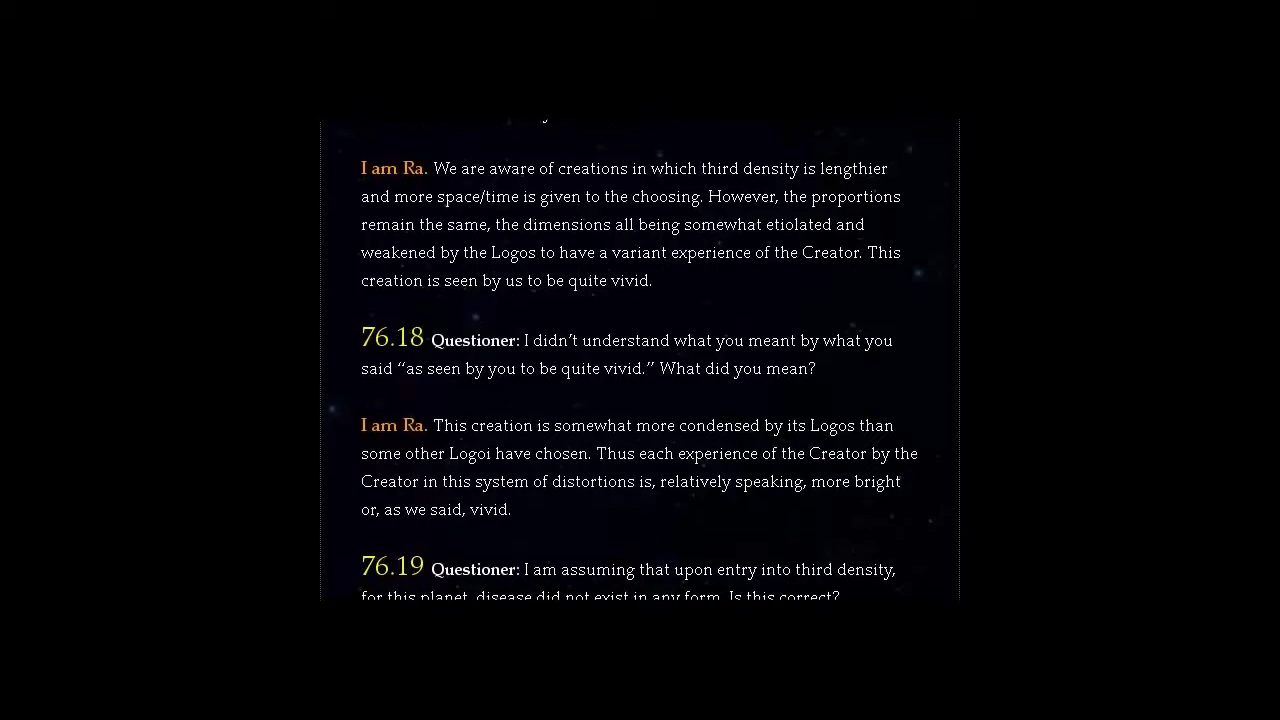 I am Ra. We are aware of creations in which third density is lengthier
and more space/time is given to the choosing. However, the proportions
remain the same, the dimensions all being somewhat etiolated and
weakened by the Logos to have a variant experience of the Creator. This
creation is seen by us to be quite vivid.
76.18 Questioner: I didn’t understand what you meant by what you
said “as seen by you to be quite vivid.” What did you mean?
I am Ra. This creation is somewhat more condensed by its Logos than
some other Logoi have chosen. Thus each experience of the Creator by the
Creator in this system of distortions is, relatively speaking, more bright
or, as we said, vivid.
76.19 Questioner: I am assuming that upon entry into third density,
for this planet, disease did not exist in any form. Is this correct?